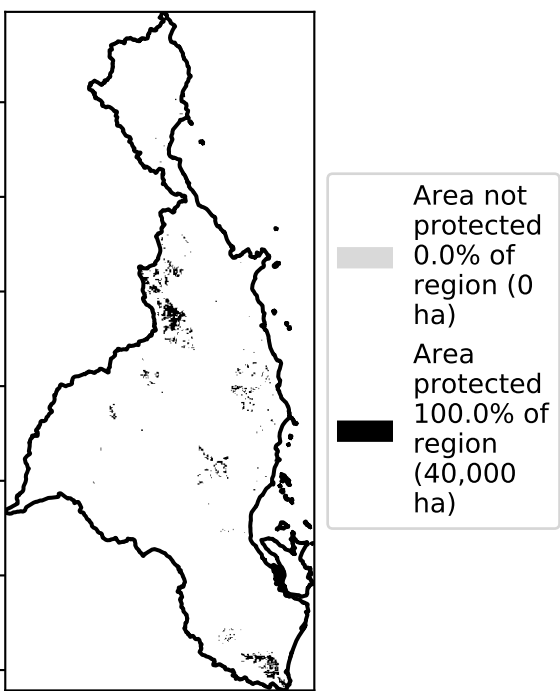 Area not
protected
0.0% of
region (0
ha)
Area
protected
100.0% of
region
(40,000
ha)